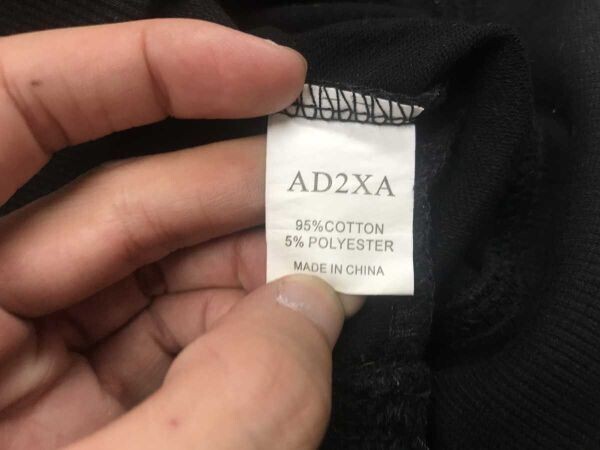 AD2XA
95%COTTON
5% POLYESTER
MADE IN CHINA